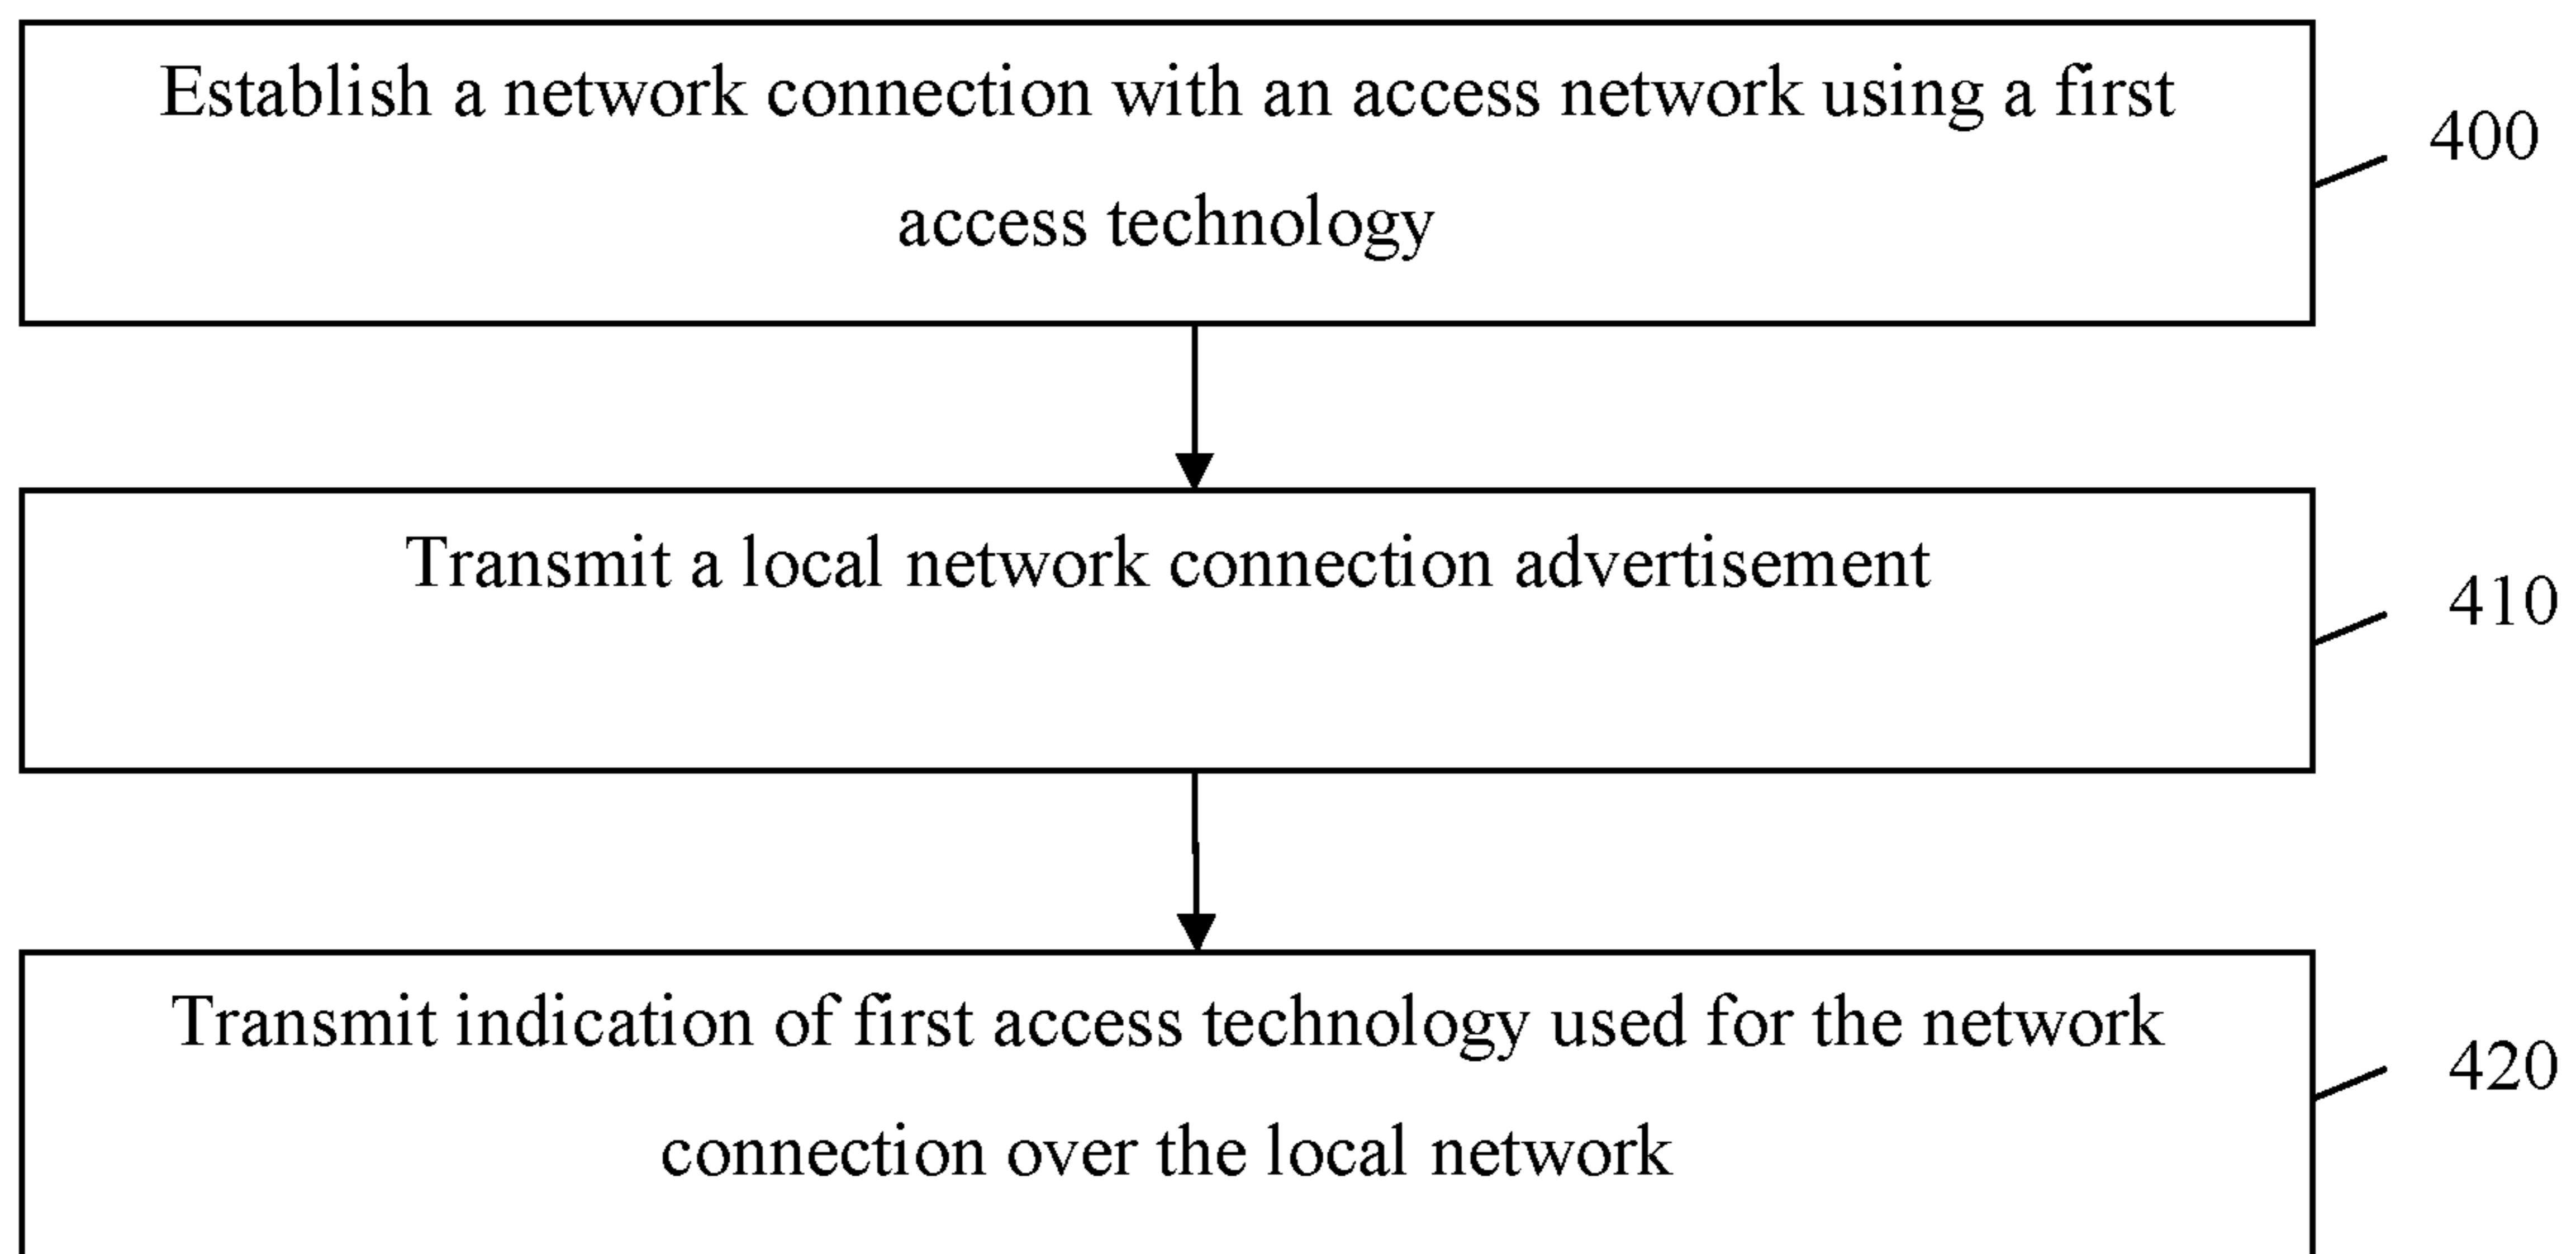 Establish a network connection with an access network using a first
access technology
400
Transmit a local network connection advertisement
410
Transmit indication of first access technology used for the network
connection over the local network
420